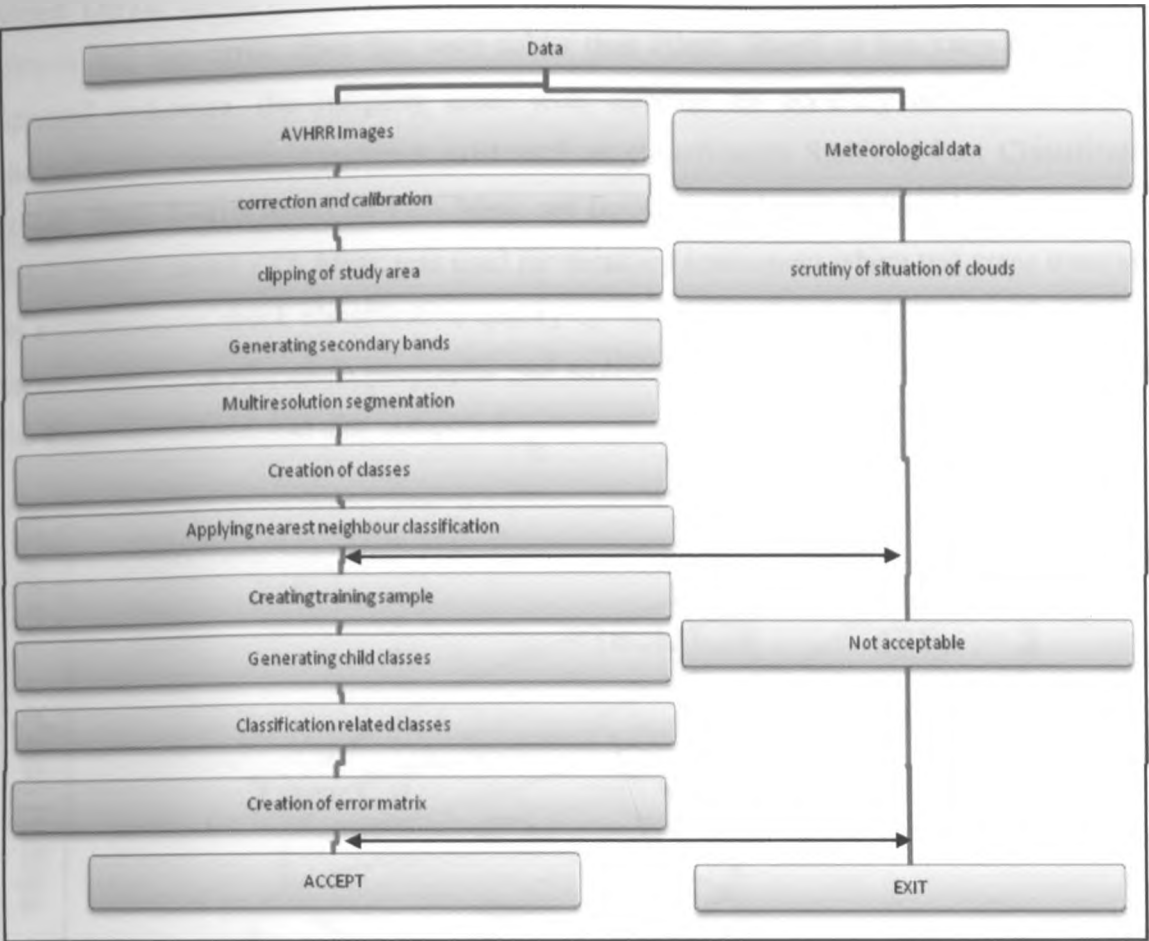 Data
AVHRR Images
Meteorological data
correction and calibration
clipping of study area
scrutiny of situation of clouds
Generating secondary bands
Multiresolution segmentation
Creation of classes
Applying nearest neighbour classification
Creating training sample
Not acceptable
Generating child classes
Classification related classes
Creation of error matrix
ACCEPT
EXIT